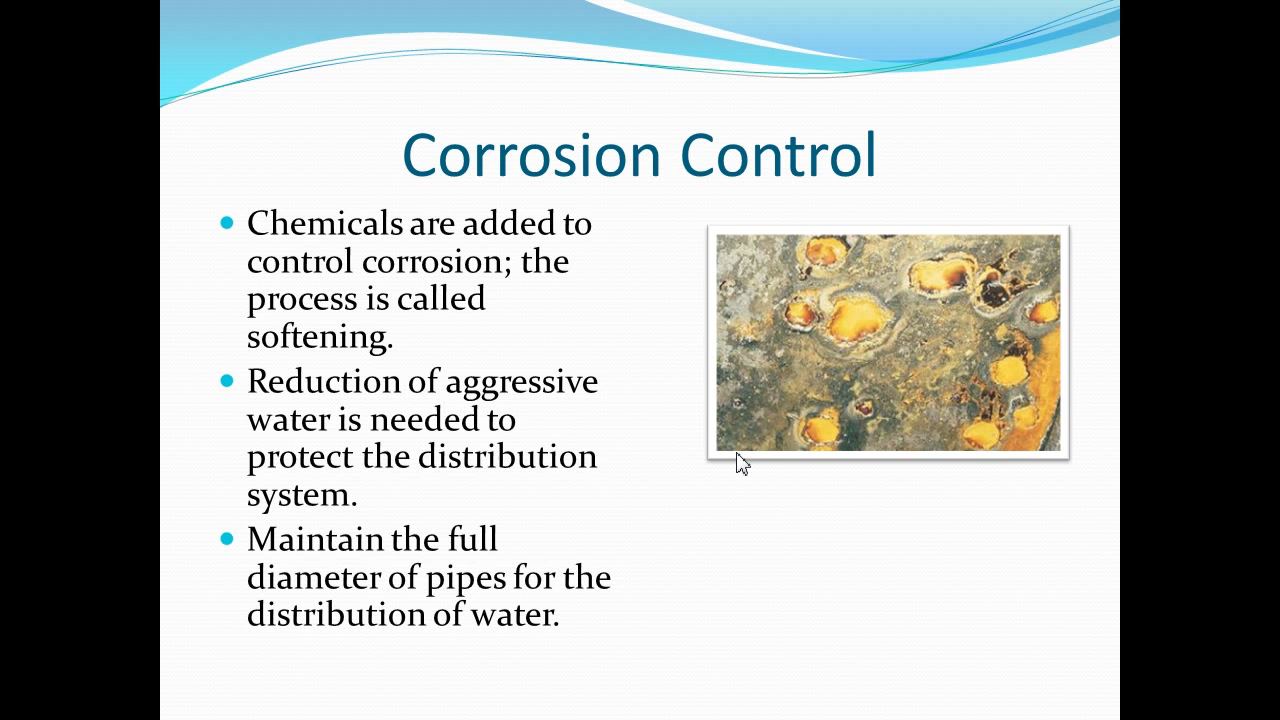 Corrosion Control
Chemicals are added to
control corrosion; the
process is called
softening.
Reduction of aggressive
water is needed to
protect the distribution
system.
Maintain the full
diameter of pipes for the
distribution of water.